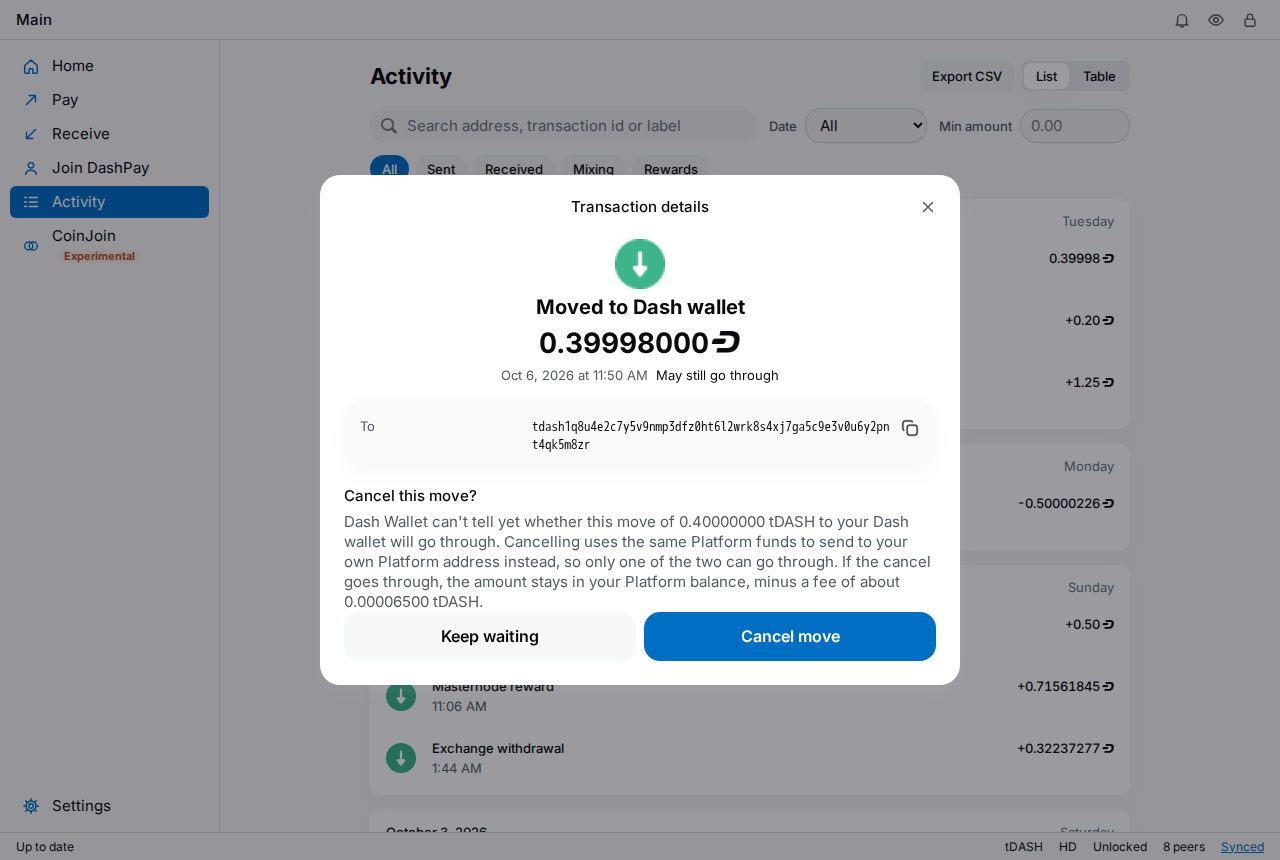 Main
Home
Pay
Receive
Join DashPay
Activity
CoinJoin
Experimental
Settings
Activity
Export CSV
List
Table
Search address, transaction id or label
Date
All
Min amount
0.00
All
Sent
Received
Mixing
Rewards
Tuesday
0.39998
+0.20
+1.25
Monday
-0.50000226
Sunday
+0.50
Transaction details
Moved to Dash wallet
0.39998000
Oct 6, 2026 at 11:50 AM May still go through
To
tdash1q8u4e2c7y5v9nmp3dfz0ht6l2wrk8s4xj7ga5c9e3v0u6y2pn
t4qk5m8zr
Cancel this move?
Dash Wallet can't tell yet whether this move of 0.40000000 tDASH to your Dash
wallet will go through. Cancelling uses the same Platform funds to send to your
own Platform address instead, so only one of the two can go through. If the cancel
goes through, the amount stays in your Platform balance, minus a fee of about
0.00006500 tDASH.
Keep waiting
Cancel move
Masternode reward
11:06 AM
+0.71561845
Exchange withdrawal
1:44 AM
+0.32237277
October 3, 2026
Saturday
Up to date
tDASH
HD
Unlocked
8 peers
Synced